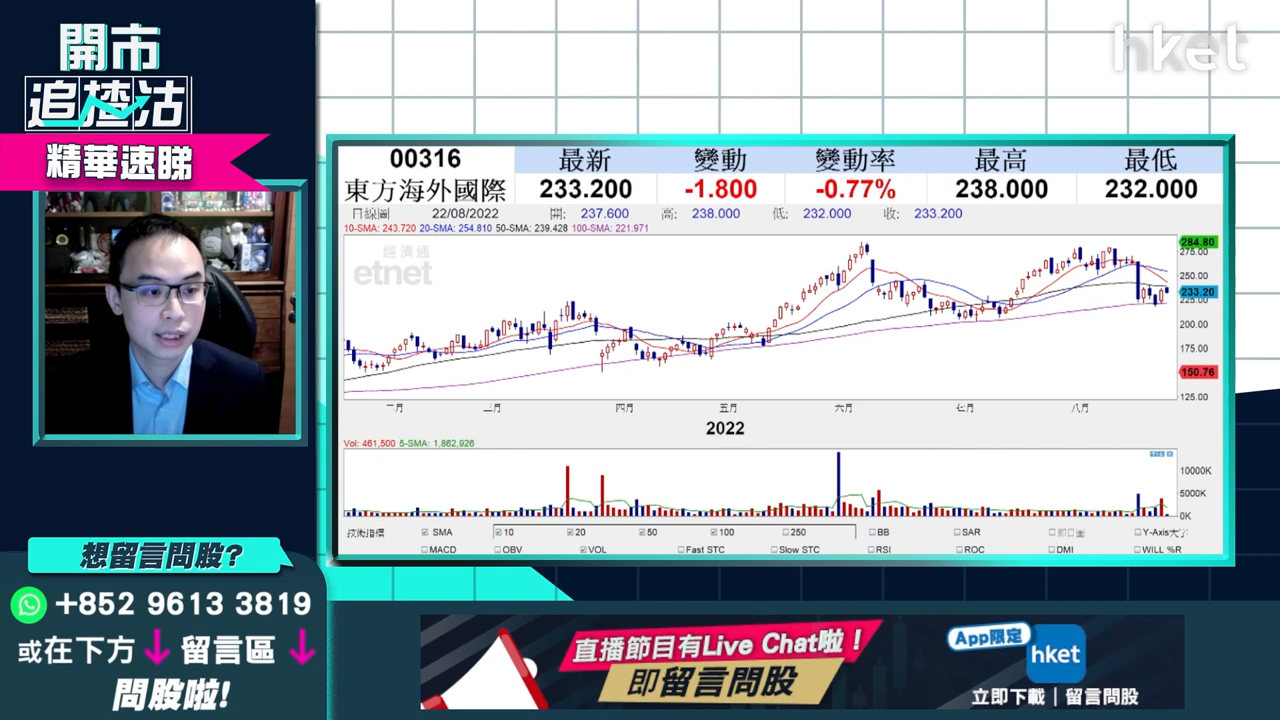 開市
追揸沽
精華速睇
hket
00316
東方海外國際
最新 變動 變動率 最高 最低
233.200 -1.800 -0.77% 238.000 232.000
日線圖 22/08/2022 開: 237.600 高: 238.000 低: 232.000 收: 233.200
10-SMA: 243.720 20-SMA: 254.810 50-SMA: 239.428 100-SMA: 221.971
經濟通
etnet
284.80
275.00
250.00
233.20
225.00
200.00
175.00
150.76
125.00
二月 三月 四月 五月 六月 七月 八月
2022
Vol: 461,500 5-SMA: 1,862,926
10000K
5000K
0K
技術指標 SMA 10 20 50 100 250 BB SAR Y-Axis大字
MACD OBV VOL Fast STC Slow STC RSI ROC DMI WILL %R
想留言問股?
+852 9613 3819
或在下方 留言區
問股啦!
直播節目有Live Chat啦！
即留言問股
App限定
hket
立即下載 | 留言問股